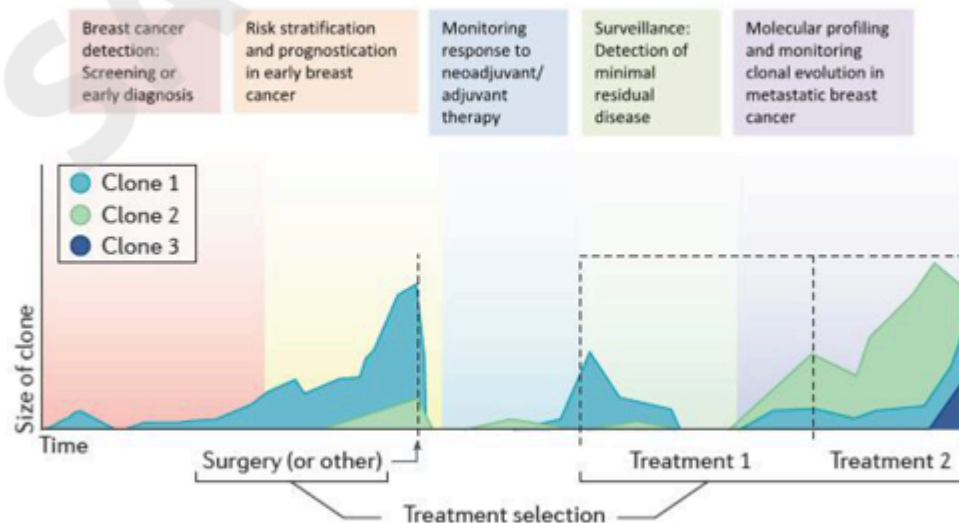 Breast cancer
detection:
Screening or
early diagnosis
Risk stratification
and prognostication
in early breast
cancer
Monitoring
response to
neoadjuvant/
adjuvant
therapy
Surveillance:
Detection of
minimal
residual
disease
Molecular profiling
and monitoring
clonal evolution in
metastatic breast
cancer
Clone 1
Clone 2
Clone 3
Size of clone
Time
Surgery (or other)
Treatment 1
Treatment 2
Treatment selection